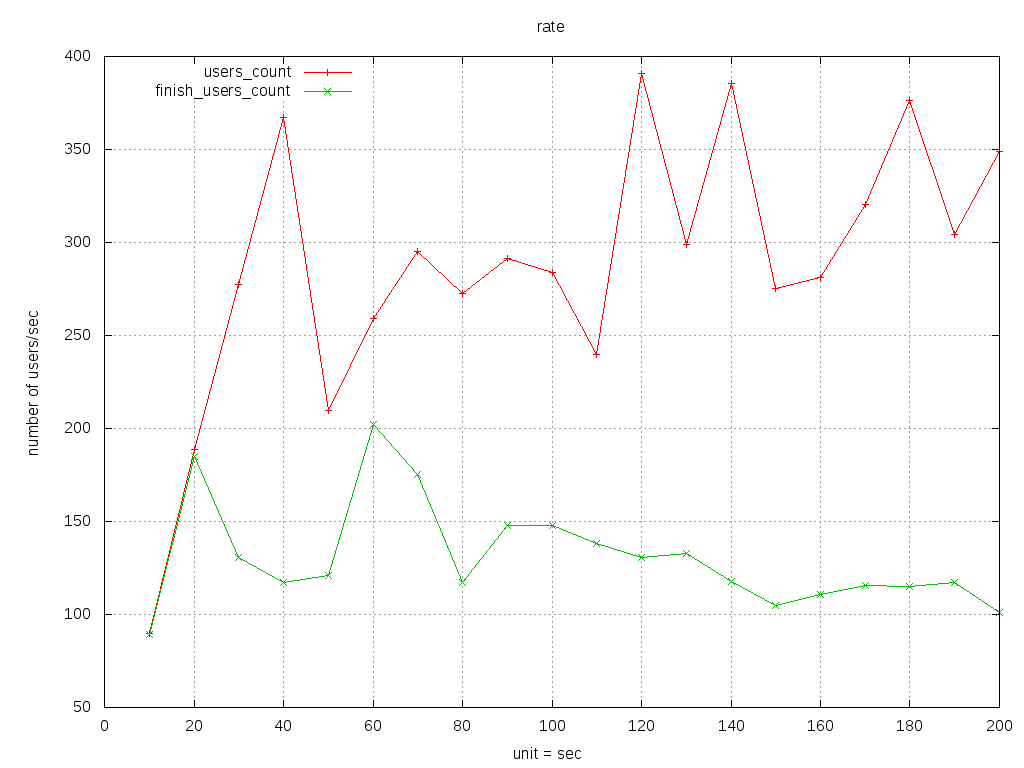 rate
users_count
finish_users_count
400
350
300
250
200
150
100
50
number of users/sec
0 20 40 60 80 100 120 140 160 180 200
unit = sec